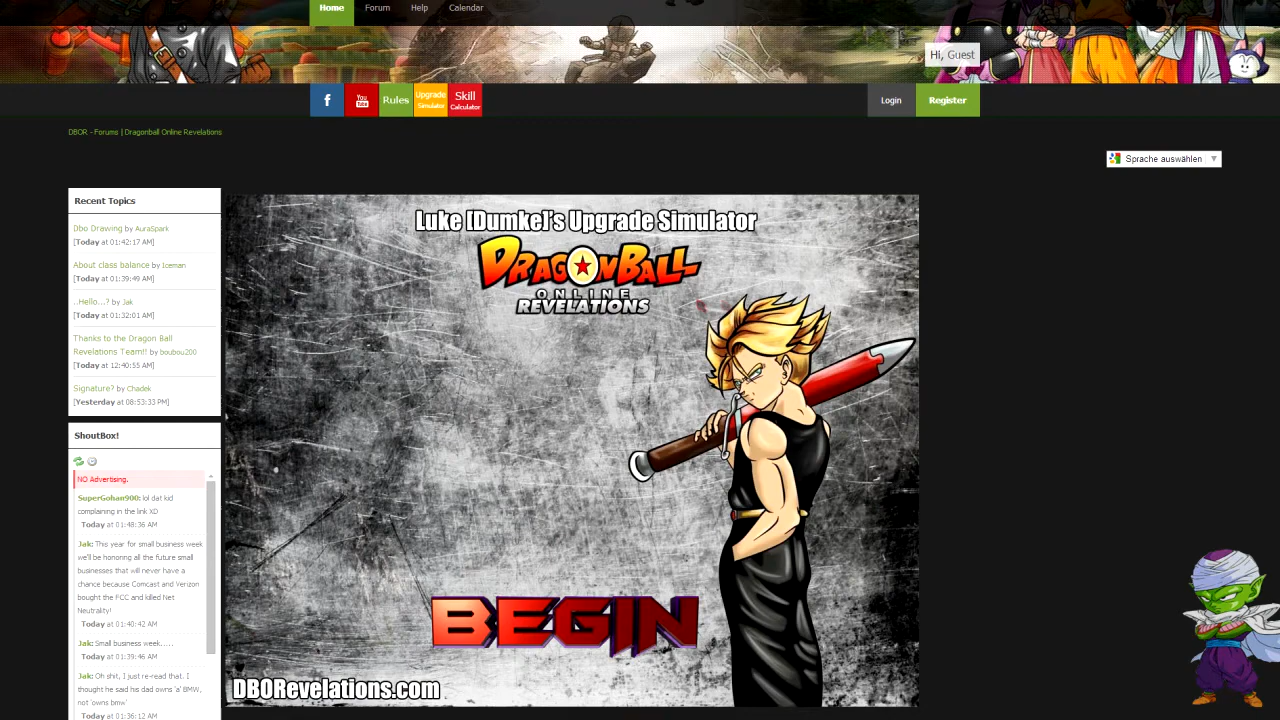 Home Forum Help Calendar
Hi, Guest
f You Tube Rules Upgrade Simulator Skill Calculator Login Register
DBOR - Forums | Dragonball Online Revelations
Sprache auswählen ▼
Recent Topics
Dbo Drawing by AuraSpark
[Today at 01:42:17 AM]
About class balance by Iceman
[Today at 01:39:49 AM]
..Hello...? by Jak
[Today at 01:32:01 AM]
Thanks to the Dragon Ball
Revelations Team!! by boubou200
[Today at 12:40:55 AM]
Signature? by Chadek
[Yesterday at 08:53:33 PM]
ShoutBox!
NO Advertising.
SuperGohan900: lol dat kid
complaining in the link XD
Today at 01:48:36 AM
Jak: This year for small business week
we'll be honoring all the future small
businesses that will never have a
chance because Comcast and Verizon
bought the FCC and killed Net
Neutrality!
Today at 01:40:42 AM
Jak: Small business week.....
Today at 01:39:46 AM
Jak: Oh shit, I just re-read that. I
thought he said his dad owns 'a' BMW,
not 'owns bmw'
Today at 01:36:12 AM
Luke [Dumke]'s Upgrade Simulator
DRAGONBALL
ONLINE
REVELATIONS
BEGIN
DBORevelations.com